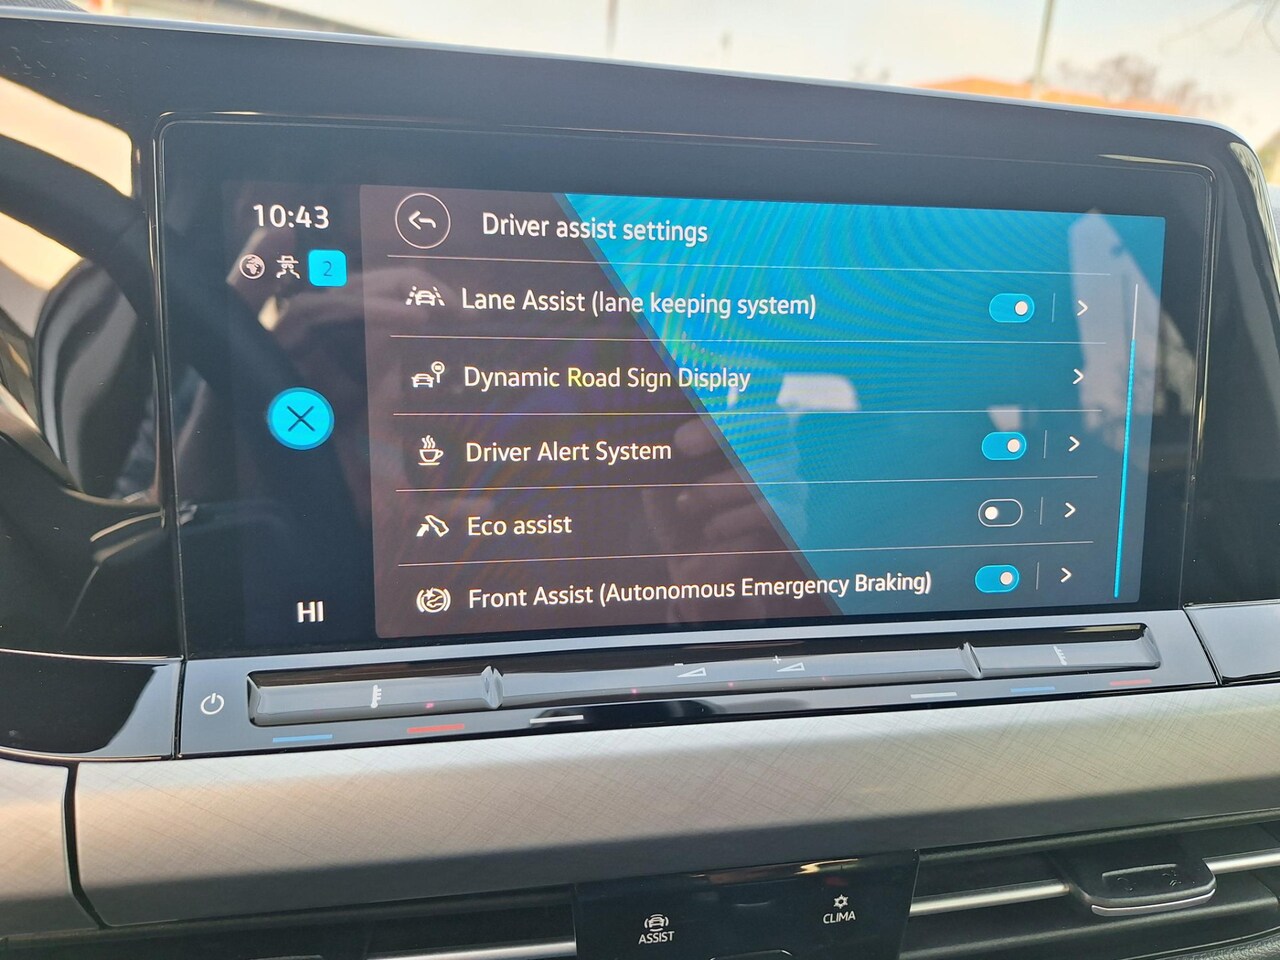 10:43
2
Driver assist settings
Lane Assist (lane keeping system)
Dynamic Road Sign Display
Driver Alert System
Eco assist
Front Assist (Autonomous Emergency Braking)
HI
ASSIST
CLIMA